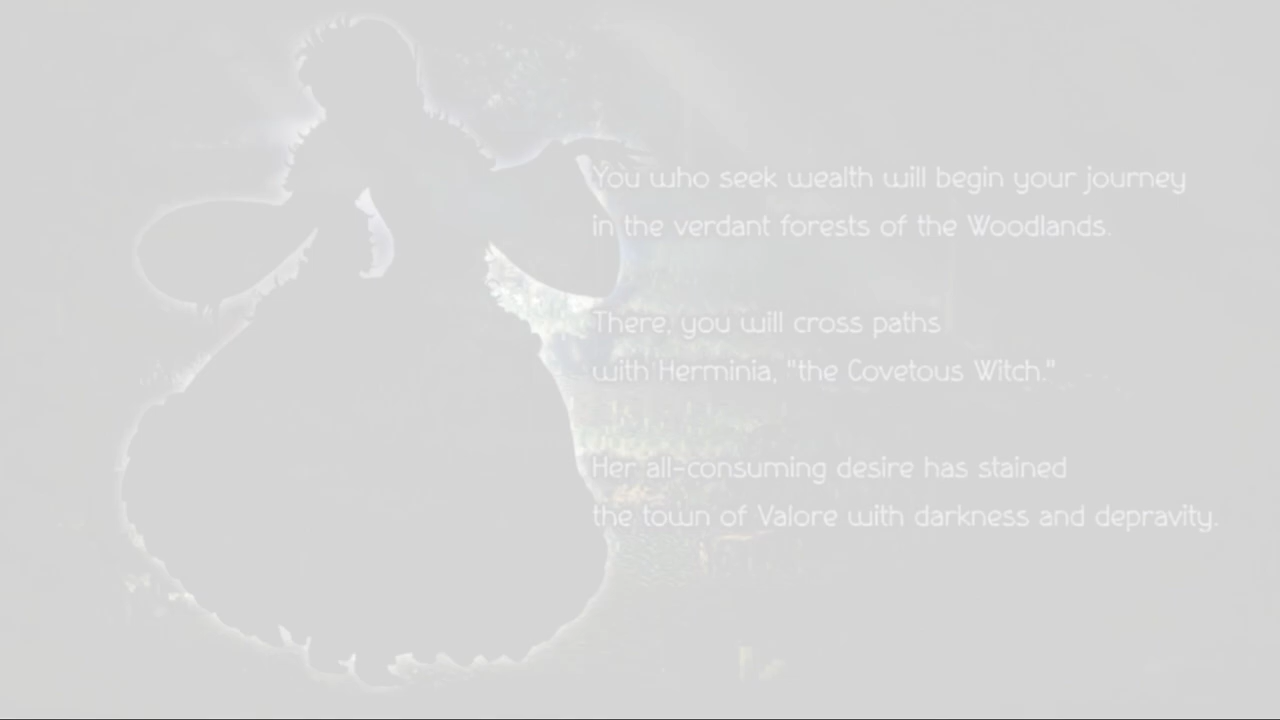 You who seek wealth will begin your journey
in the verdant forests of the Woodlands.
There, you will cross paths
with Herminia, "the Covetous Witch."
Her all-consuming desire has stained
the town of Valore with darkness and depravity.